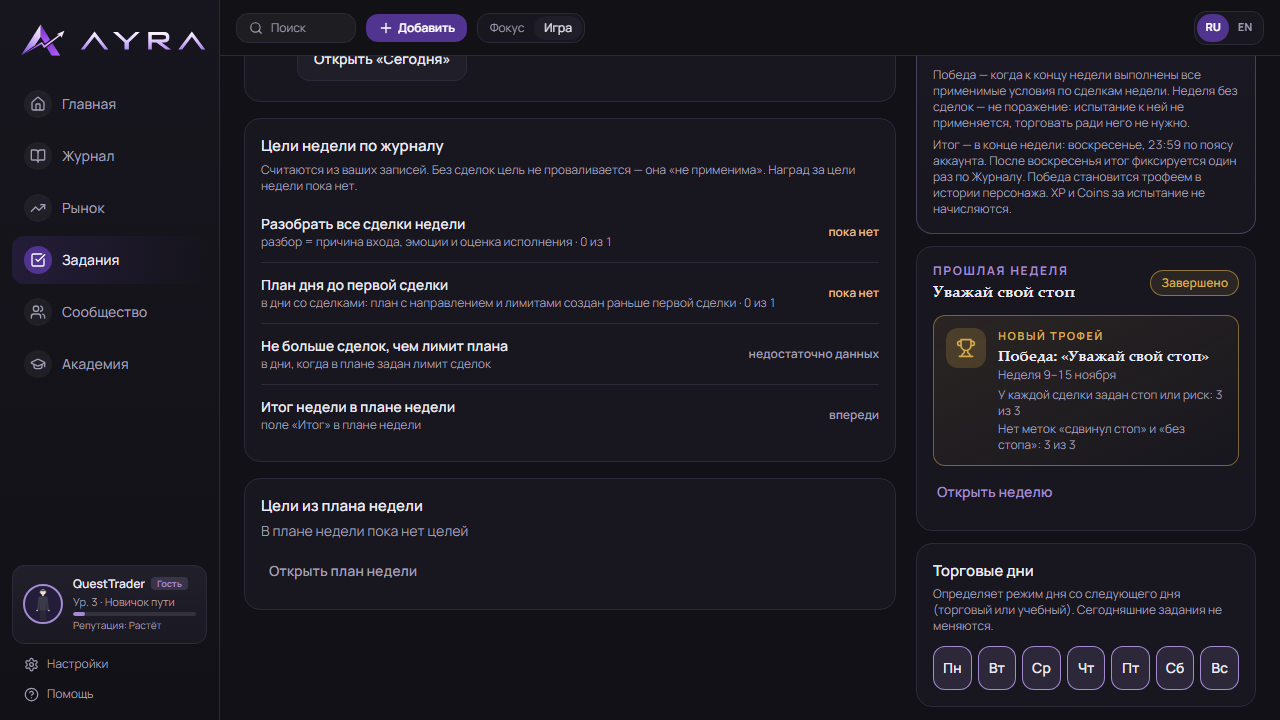 AYRA
Главная
Журнал
Рынок
Задания
Сообщество
Академия
QuestTrader Гость
Ур. 3 · Новичок пути
Репутация: Растёт
Настройки
Помощь
Поиск
Добавить
Фокус Игра
RU EN
Открыть «Сегодня»
Цели недели по журналу
Считаются из ваших записей. Без сделок цель не проваливается — она «не применима». Наград за цели
недели пока нет.
Разобрать все сделки недели
разбор = причина входа, эмоции и оценка исполнения · 0 из 1
пока нет
План дня до первой сделки
в дни со сделками: план с направлением и лимитами создан раньше первой сделки · 0 из 1
пока нет
Не больше сделок, чем лимит плана
в дни, когда в плане задан лимит сделок
недостаточно данных
Итог недели в плане недели
поле «Итог» в плане недели
впереди
Цели из плана недели
В плане недели пока нет целей
Открыть план недели
Победа — когда к концу недели выполнены все
применимые условия по сделкам недели. Неделя без
сделок — не поражение: испытание к ней не
применяется, торговать ради него не нужно.
Итог — в конце недели: воскресенье, 23:59 по поясу
аккаунта. После воскресенья итог фиксируется один
раз по Журналу. Победа становится трофеем в
истории персонажа. XP и Coins за испытание не
начисляются.
ПРОШЛАЯ НЕДЕЛЯ
Уважай свой стоп
Завершено
НОВЫЙ ТРОФЕЙ
Победа: «Уважай свой стоп»
Неделя 9–15 ноября
У каждой сделки задан стоп или риск: 3
из 3
Нет меток «сдвинул стоп» и «без
стопа»: 3 из 3
Открыть неделю
Торговые дни
Определяет режим дня со следующего дня
(торговый или учебный). Сегодняшние задания не
меняются.
Пн Вт Ср Чт Пт Сб Вс